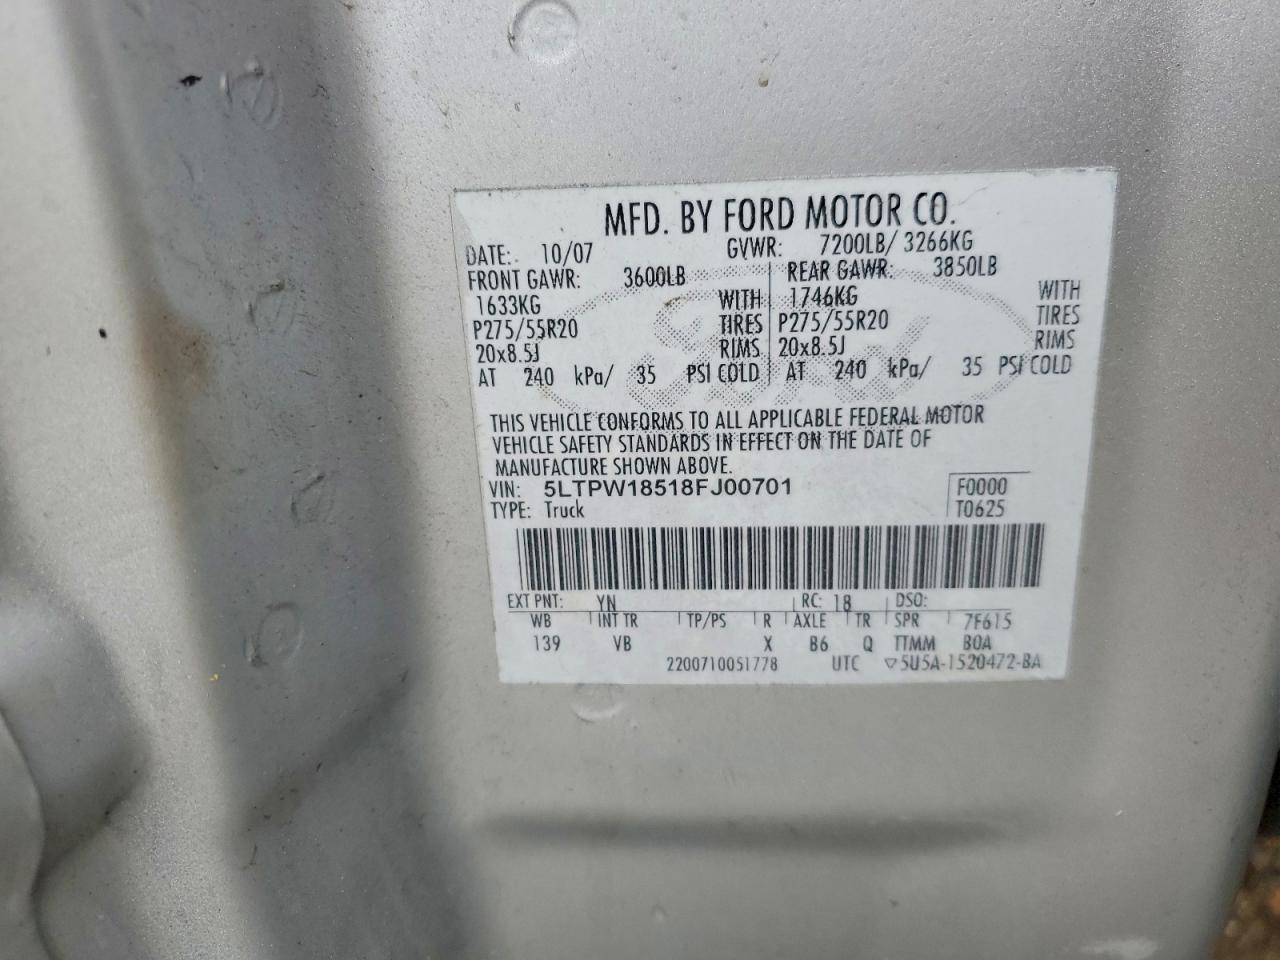 MFD. BY FORD MOTOR CO.
DATE: 10/07 GVWR: 7200LB/ 3266KG
FRONT GAWR: 3600LB REAR GAWR: 3850LB
1633KG WITH 1746KG WITH
P275/55R20 TIRES P275/55R20 TIRES
20x8.5J RIMS 20x8.5J RIMS
AT 240 kPa/ 35 PSI COLD AT 240 kPa/ 35 PSI COLD
THIS VEHICLE CONFORMS TO ALL APPLICABLE FEDERAL MOTOR
VEHICLE SAFETY STANDARDS IN EFFECT ON THE DATE OF
MANUFACTURE SHOWN ABOVE.
VIN: 5LTPW18518FJ00701 F0000
TYPE: Truck T0625
EXT PNT: YN RC: 18 DSO:
WB INT TR TP/PS R AXLE TR SPR 7F615
139 VB X B6 Q TTMM BOA
2200710051778 UTC ▽5U5A-1520472-BA